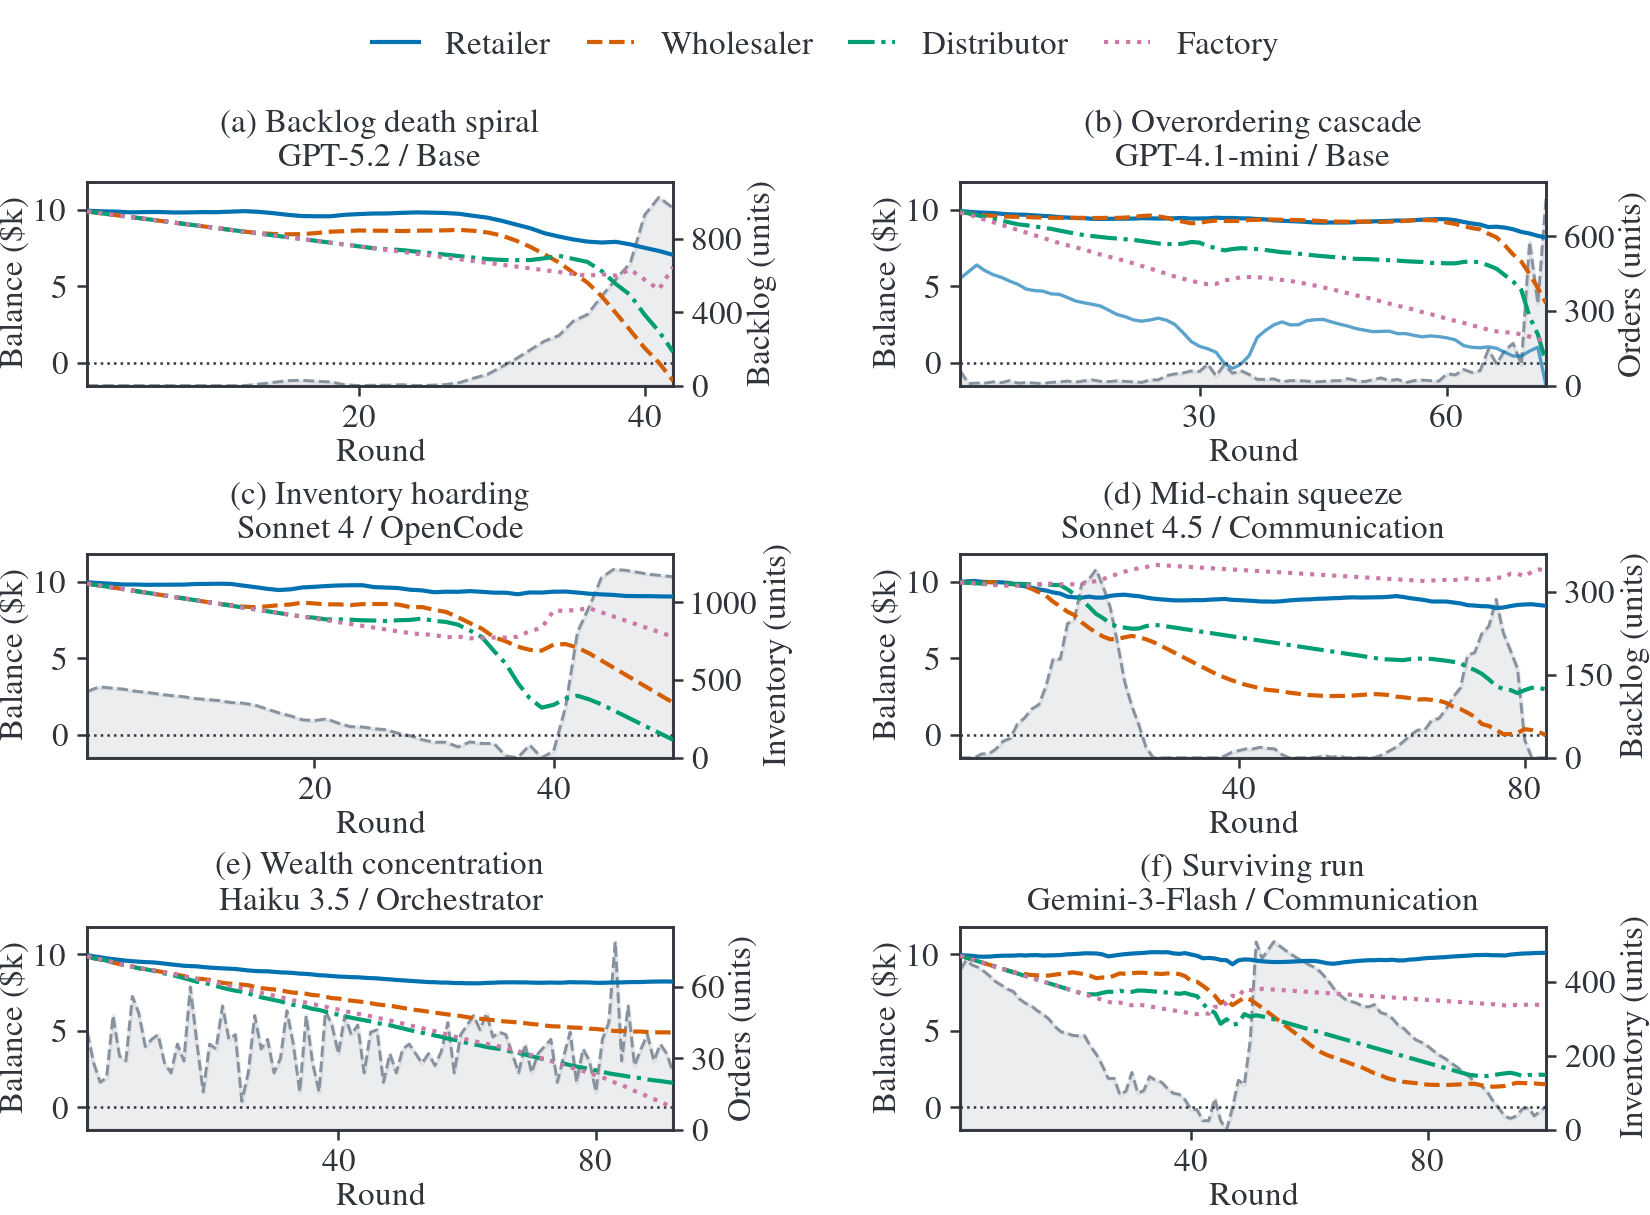 Retailer Wholesaler Distributor Factory
(a) Backlog death spiral
GPT-5.2 / Base
Balance ($k)
10
5
0
800
400
0
Backlog (units)
20
40
Round
(b) Overordering cascade
GPT-4.1-mini / Base
Balance ($k)
10
5
0
600
300
0
Orders (units)
30
60
Round
(c) Inventory hoarding
Sonnet 4 / OpenCode
Balance ($k)
10
5
0
1000
500
0
Inventory (units)
20
40
Round
(d) Mid-chain squeeze
Sonnet 4.5 / Communication
Balance ($k)
10
5
0
300
150
0
Backlog (units)
40
80
Round
(e) Wealth concentration
Haiku 3.5 / Orchestrator
Balance ($k)
10
5
0
60
30
0
Orders (units)
40
80
Round
(f) Surviving run
Gemini-3-Flash / Communication
Balance ($k)
10
5
0
400
200
0
Inventory (units)
40
80
Round